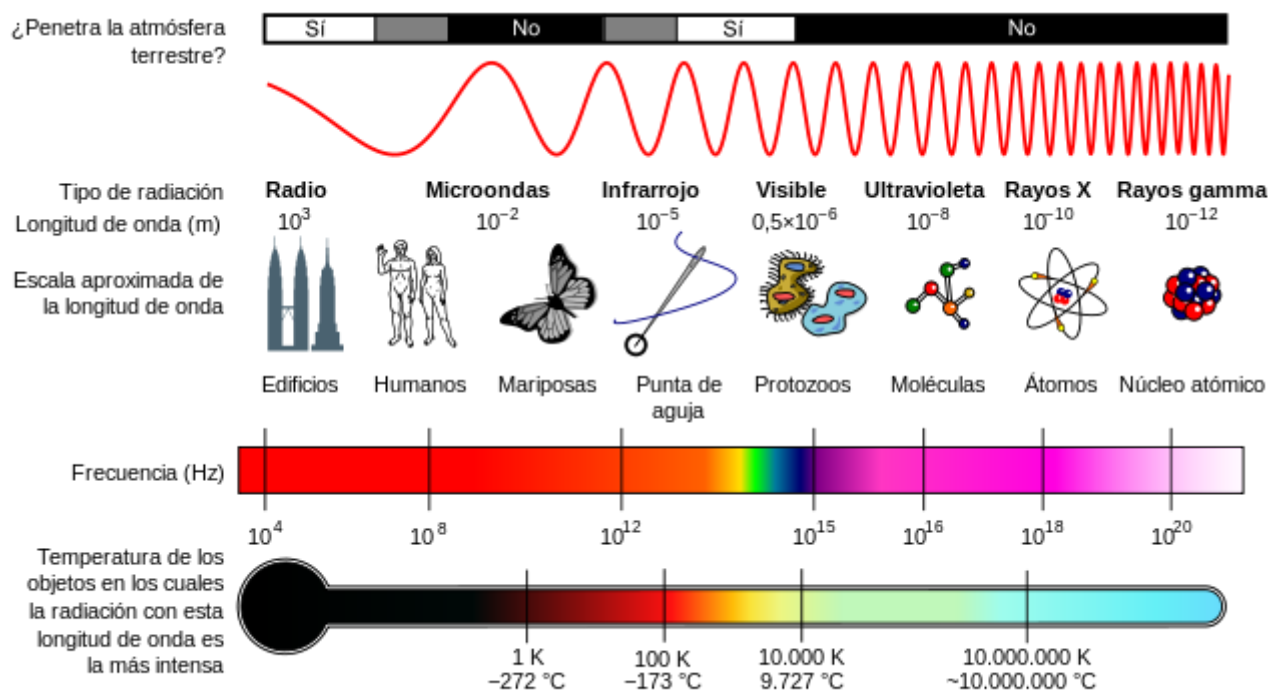 ¿Penetra la atmósfera
terrestre?
Sí No Sí No
Tipo de radiación Radio Microondas Infrarrojo Visible Ultravioleta Rayos X Rayos gamma
Longitud de onda (m) 10³ 10⁻² 10⁻⁵ 0,5×10⁻⁶ 10⁻⁸ 10⁻¹⁰ 10⁻¹²
Escala aproximada de
la longitud de onda
Edificios Humanos Mariposas Punta de Protozoos Moléculas Átomos Núcleo atómico
aguja
Frecuencia (Hz)
10⁴ 10⁸ 10¹² 10¹⁵ 10¹⁶ 10¹⁸ 10²⁰
Temperatura de los
objetos en los cuales
la radiación con esta
longitud de onda es
la más intensa
1 K 100 K 10.000 K 10.000.000 K
−272 °C −173 °C 9.727 °C ~10.000.000 °C